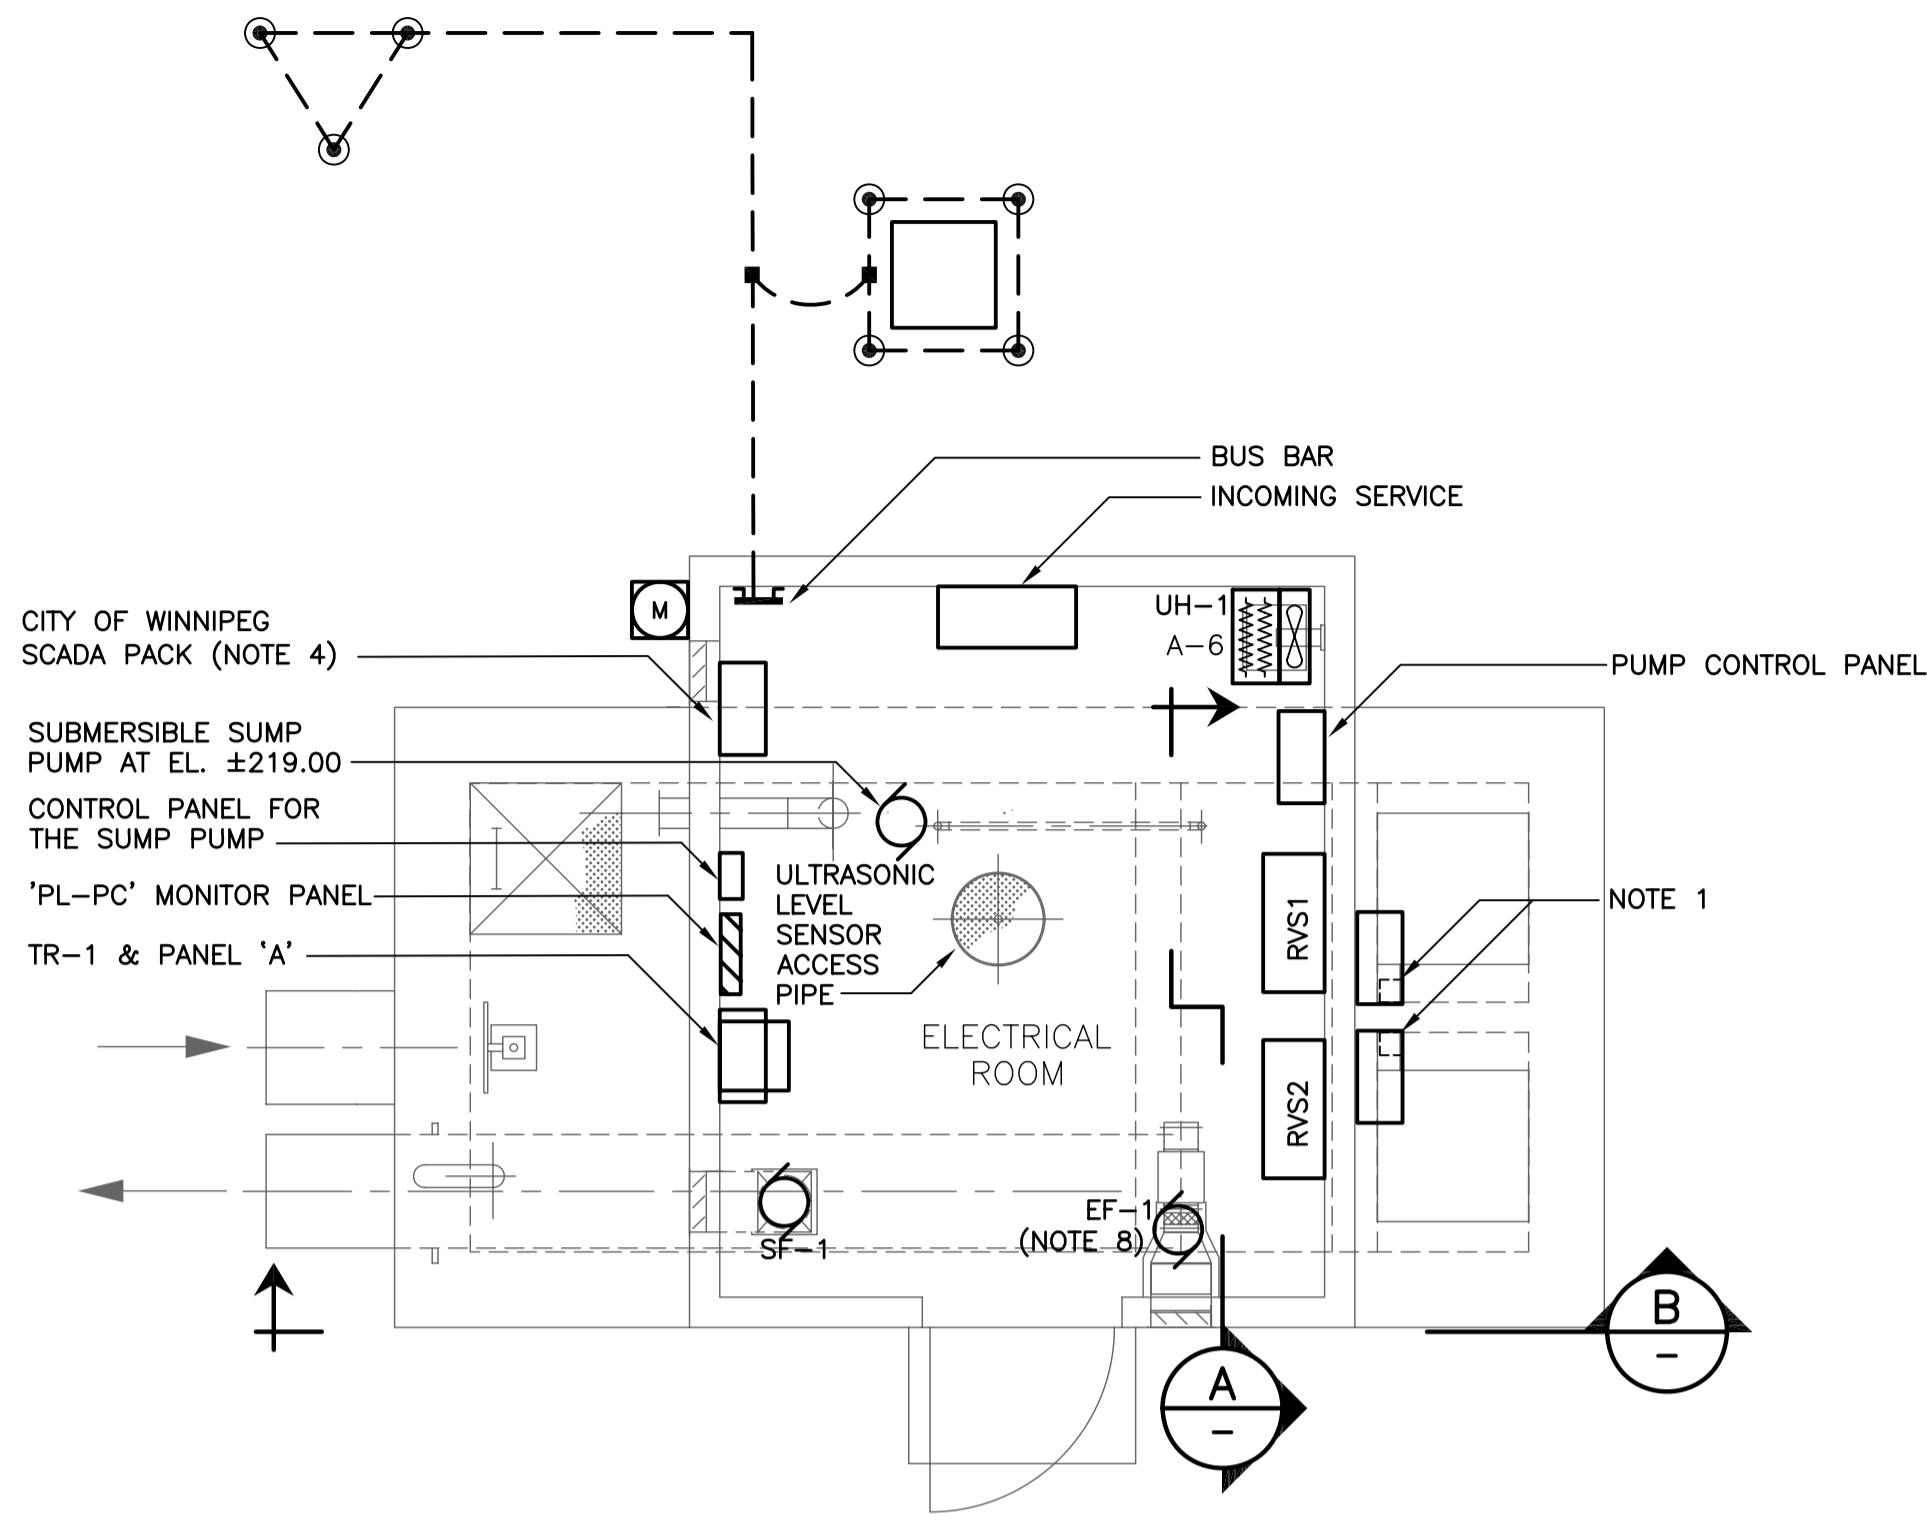 BUS BAR
INCOMING SERVICE
M
UH-1
A-6
CITY OF WINNIPEG
SCADA PACK (NOTE 4)
PUMP CONTROL PANEL
SUBMERSIBLE SUMP
PUMP AT EL. ±219.00
CONTROL PANEL FOR
THE SUMP PUMP
'PL-PC' MONITOR PANEL
TR-1 & PANEL ‘A’
ULTRASONIC
LEVEL
SENSOR
ACCESS
PIPE
RVS1
NOTE 1
ELECTRICAL
ROOM
RVS2
SF-1
EF-1
(NOTE 8)
B
-
A
-